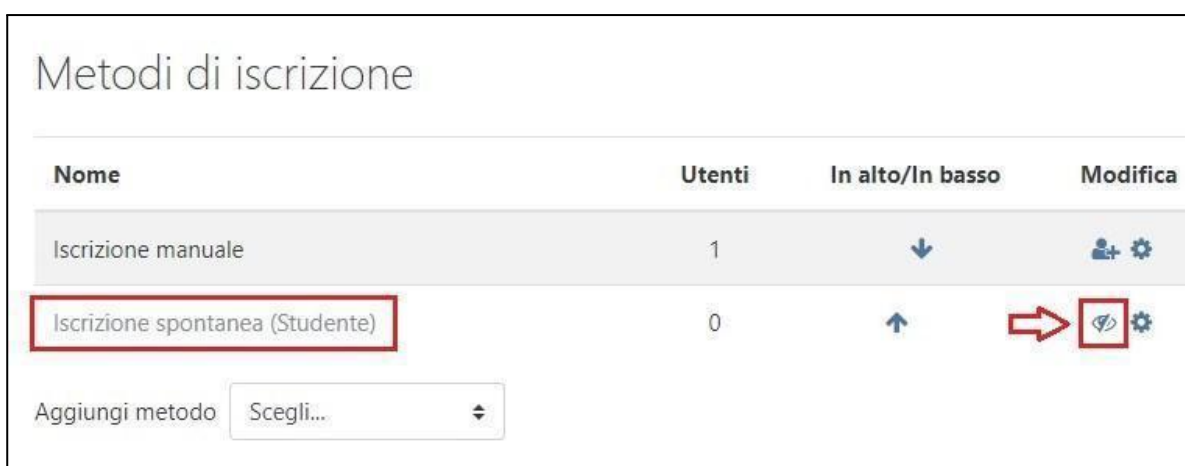 Metodi di iscrizione
Nome Utenti In alto/In basso Modifica
Iscrizione manuale 1
Iscrizione spontanea (Studente) 0
Aggiungi metodo Scegli...